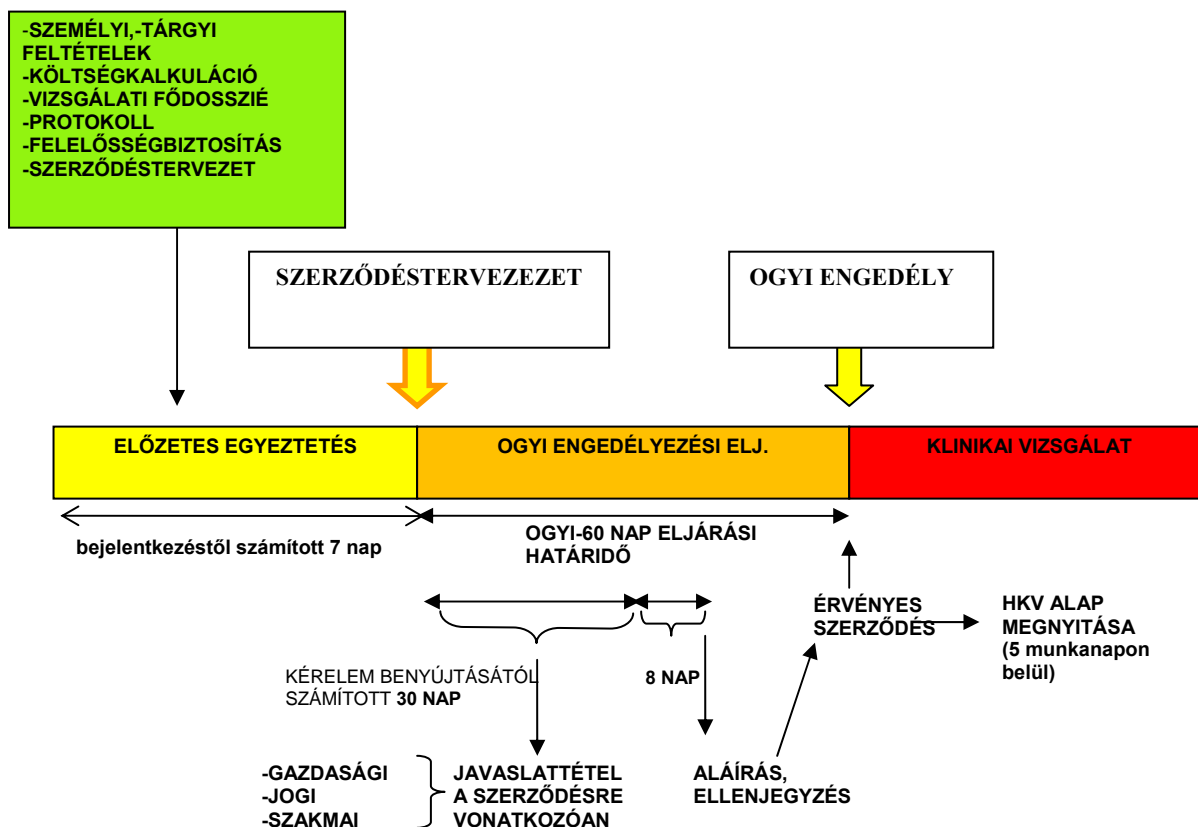 -SZEMÉLYI,-TÁRGYI
FELTÉTELEK
-KÖLTSÉGKALKULÁCIÓ
-VIZSGÁLATI FŐDOSSZIÉ
-PROTOKOLL
-FELELŐSSÉGBIZTOSÍTÁS
-SZERZŐDÉSTERVEZET
SZERZŐDÉSTERVEZEZET
OGYI ENGEDÉLY
ELŐZETES EGYEZTETÉS
OGYI ENGEDÉLYEZÉSI ELJ.
KLINIKAI VIZSGÁLAT
bejelentkezéstől számított 7 nap
OGYI-60 NAP ELJÁRÁSI
HATÁRIDŐ
ÉRVÉNYES
SZERZŐDÉS
HKV ALAP
MEGNYITÁSA
(5 munkanapon
belül)
KÉRELEM BENYÚJTÁSÁTÓL
SZÁMÍTOTT 30 NAP
8 NAP
-GAZDASÁGI
-JOGI
-SZAKMAI
JAVASLATTÉTEL
A SZERZŐDÉSRE
VONATKOZÓAN
ALÁÍRÁS,
ELLENJEGYZÉS